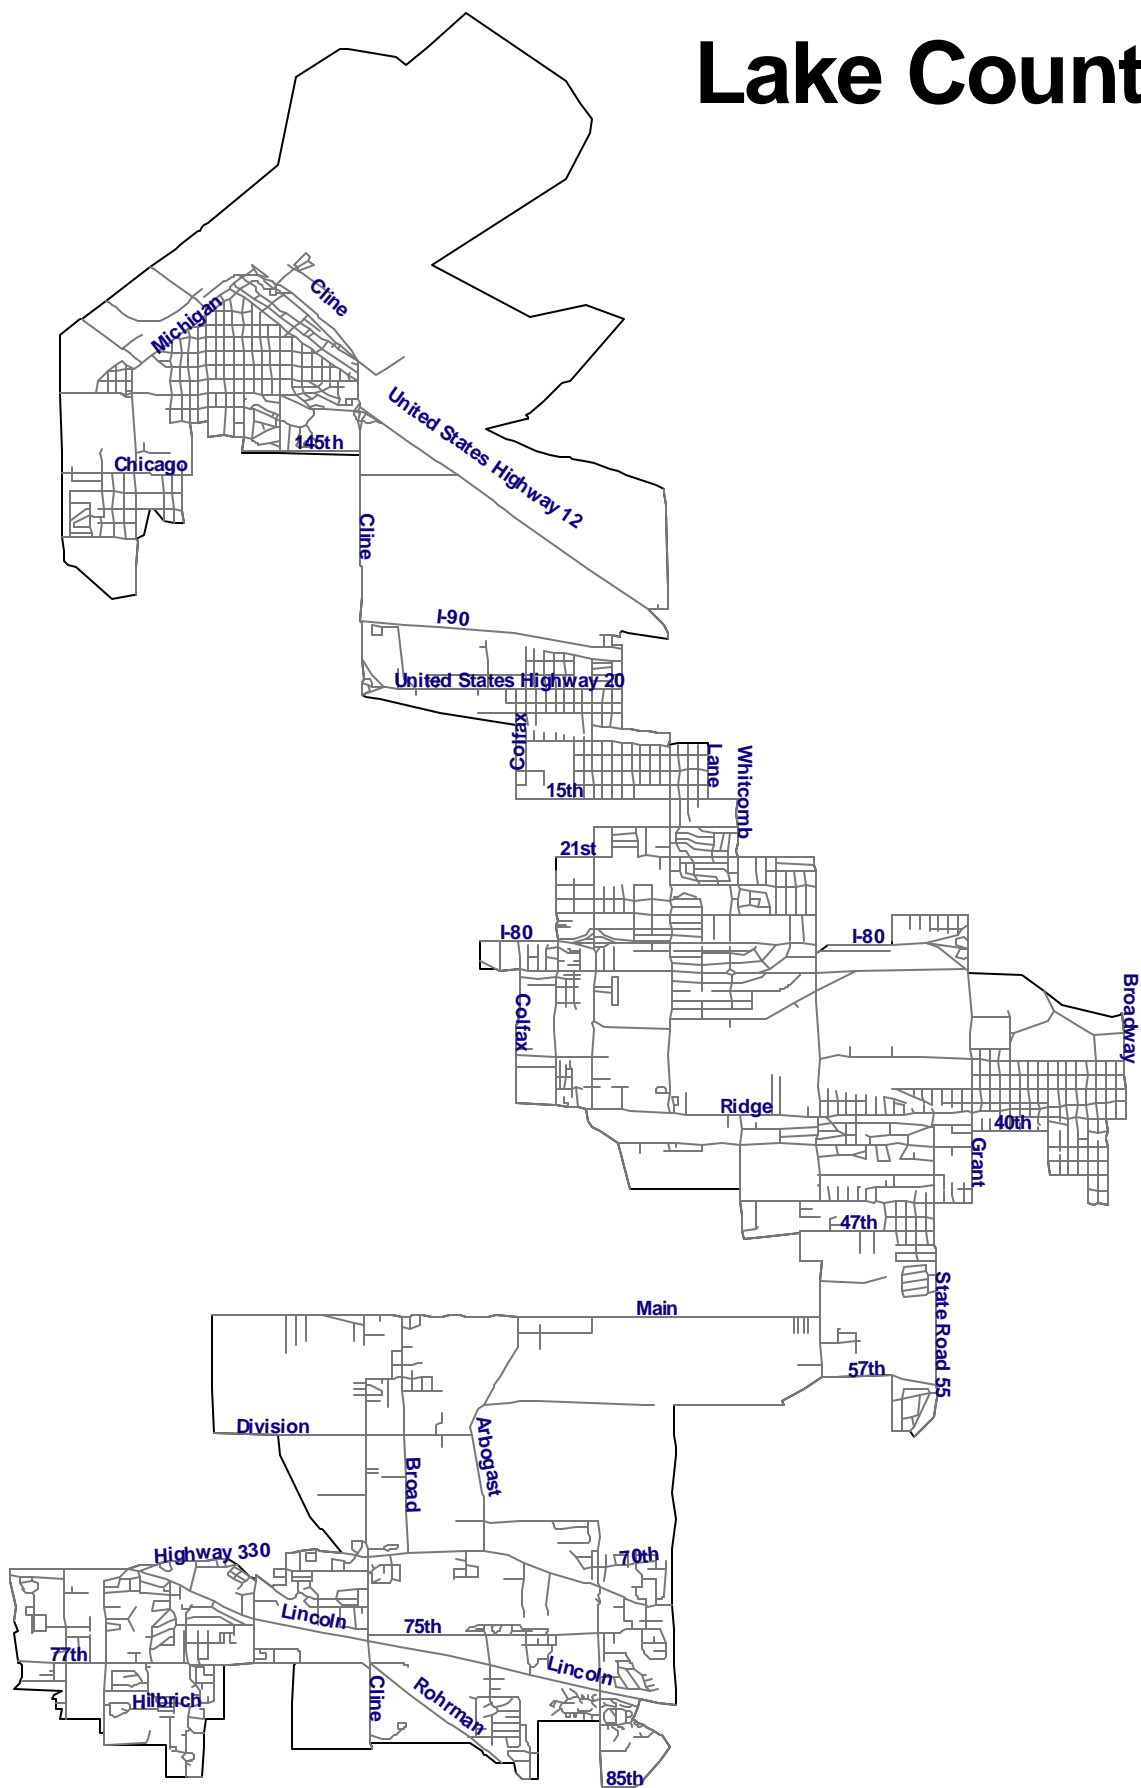 Lake Count
Cline
Michigan
United States Highway 12
145th
Chicago
Cline
I-90
United States Highway 20
Colfax
Lane
Whitcomb
15th
21st
I-80
I-80
Colfax
Broadway
Ridge
40th
Grant
47th
State Road 55
Main
57th
Division
Arbogast
Broad
Highway 330
70th
Lincoln
75th
77th
Lincoln
Hilbrich
Cline
Rohrman
85th